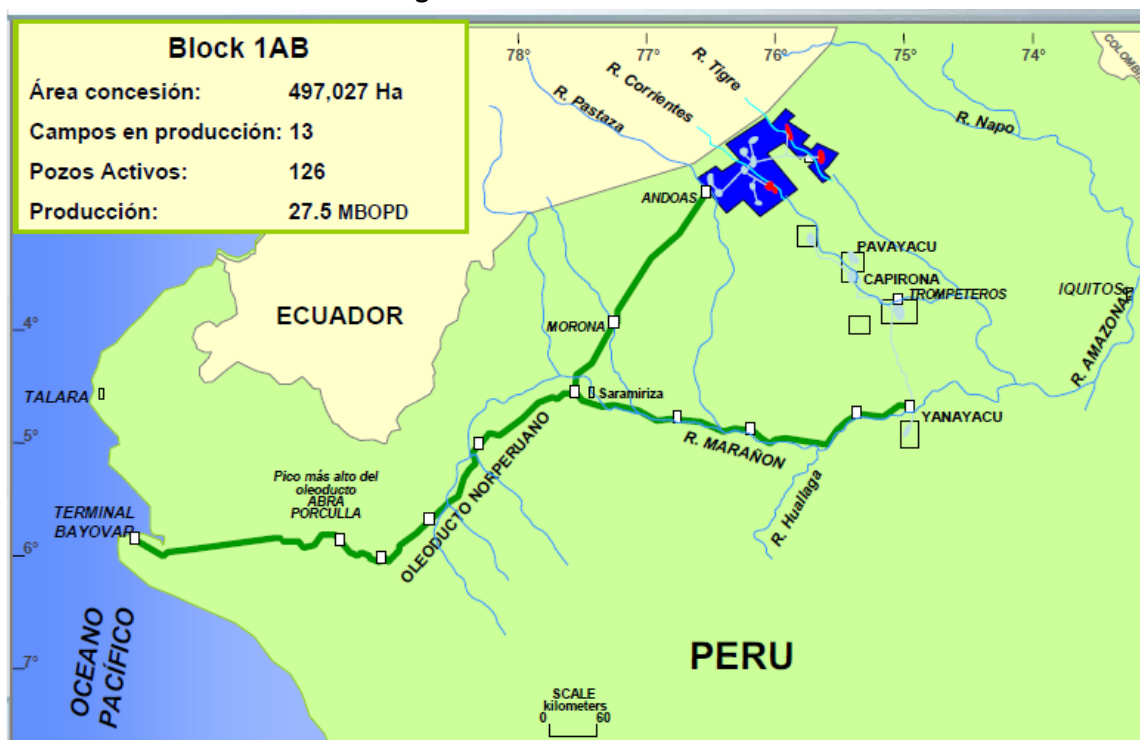 Block 1AB
Área concesión: 497,027 Ha
Campos en producción: 13
Pozos Activos: 126
Producción: 27.5 MBOPD
78° 77° 76° 75° 74°
COLOMBIA
R. Tigre
R. Corrientes
R. Pastaza
R. Napo
ANDOAS
PAVAYACU
CAPIRONA
TROMPETEROS
IQUITOS
R. AMAZONAS
ECUADOR
MORONA
4°
TALARA
Saramiriza
YANAYACU
5°
R. MARAÑON
OLEODUCTO NORPERUANO
R. Huallaga
Pico más alto del
oleoducto
ABRA
PORCULLA
TERMINAL
BAYOVAR
6°
OCEANO
PACÍFICO
PERU
7°
SCALE
kilometers
0 60